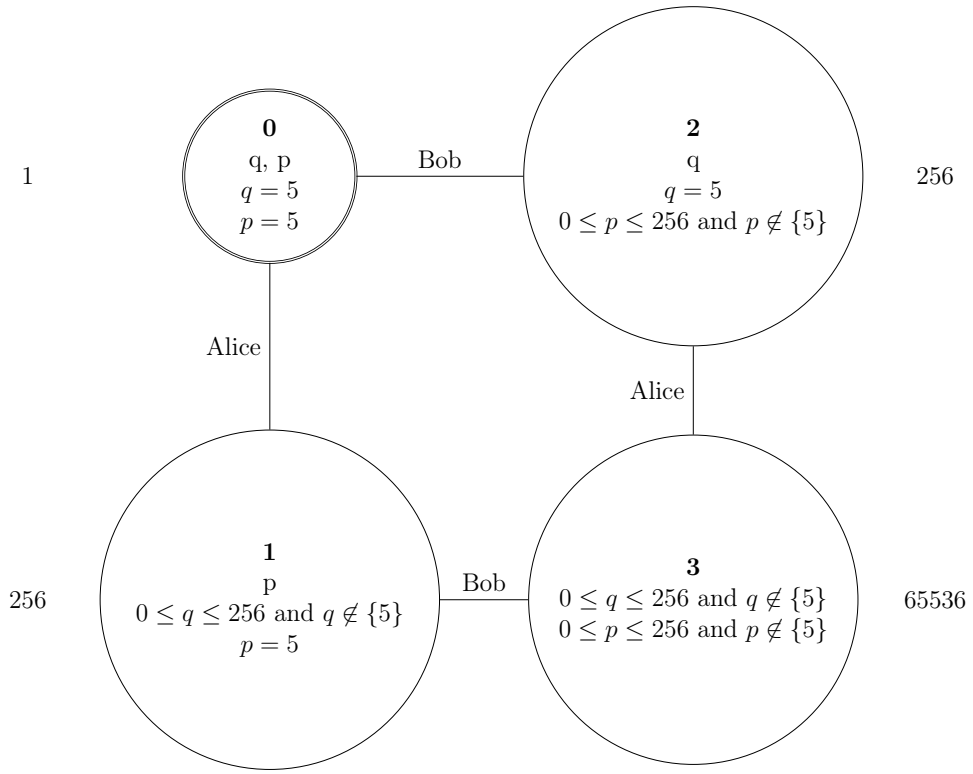 0
q, p
q = 5
p = 5
1
Bob
2
q
q = 5
0 ≤ p ≤ 256 and p ∉ {5}
256
Alice
Alice
1
p
0 ≤ q ≤ 256 and q ∉ {5}
p = 5
256
Bob
3
0 ≤ q ≤ 256 and q ∉ {5}
0 ≤ p ≤ 256 and p ∉ {5}
65536